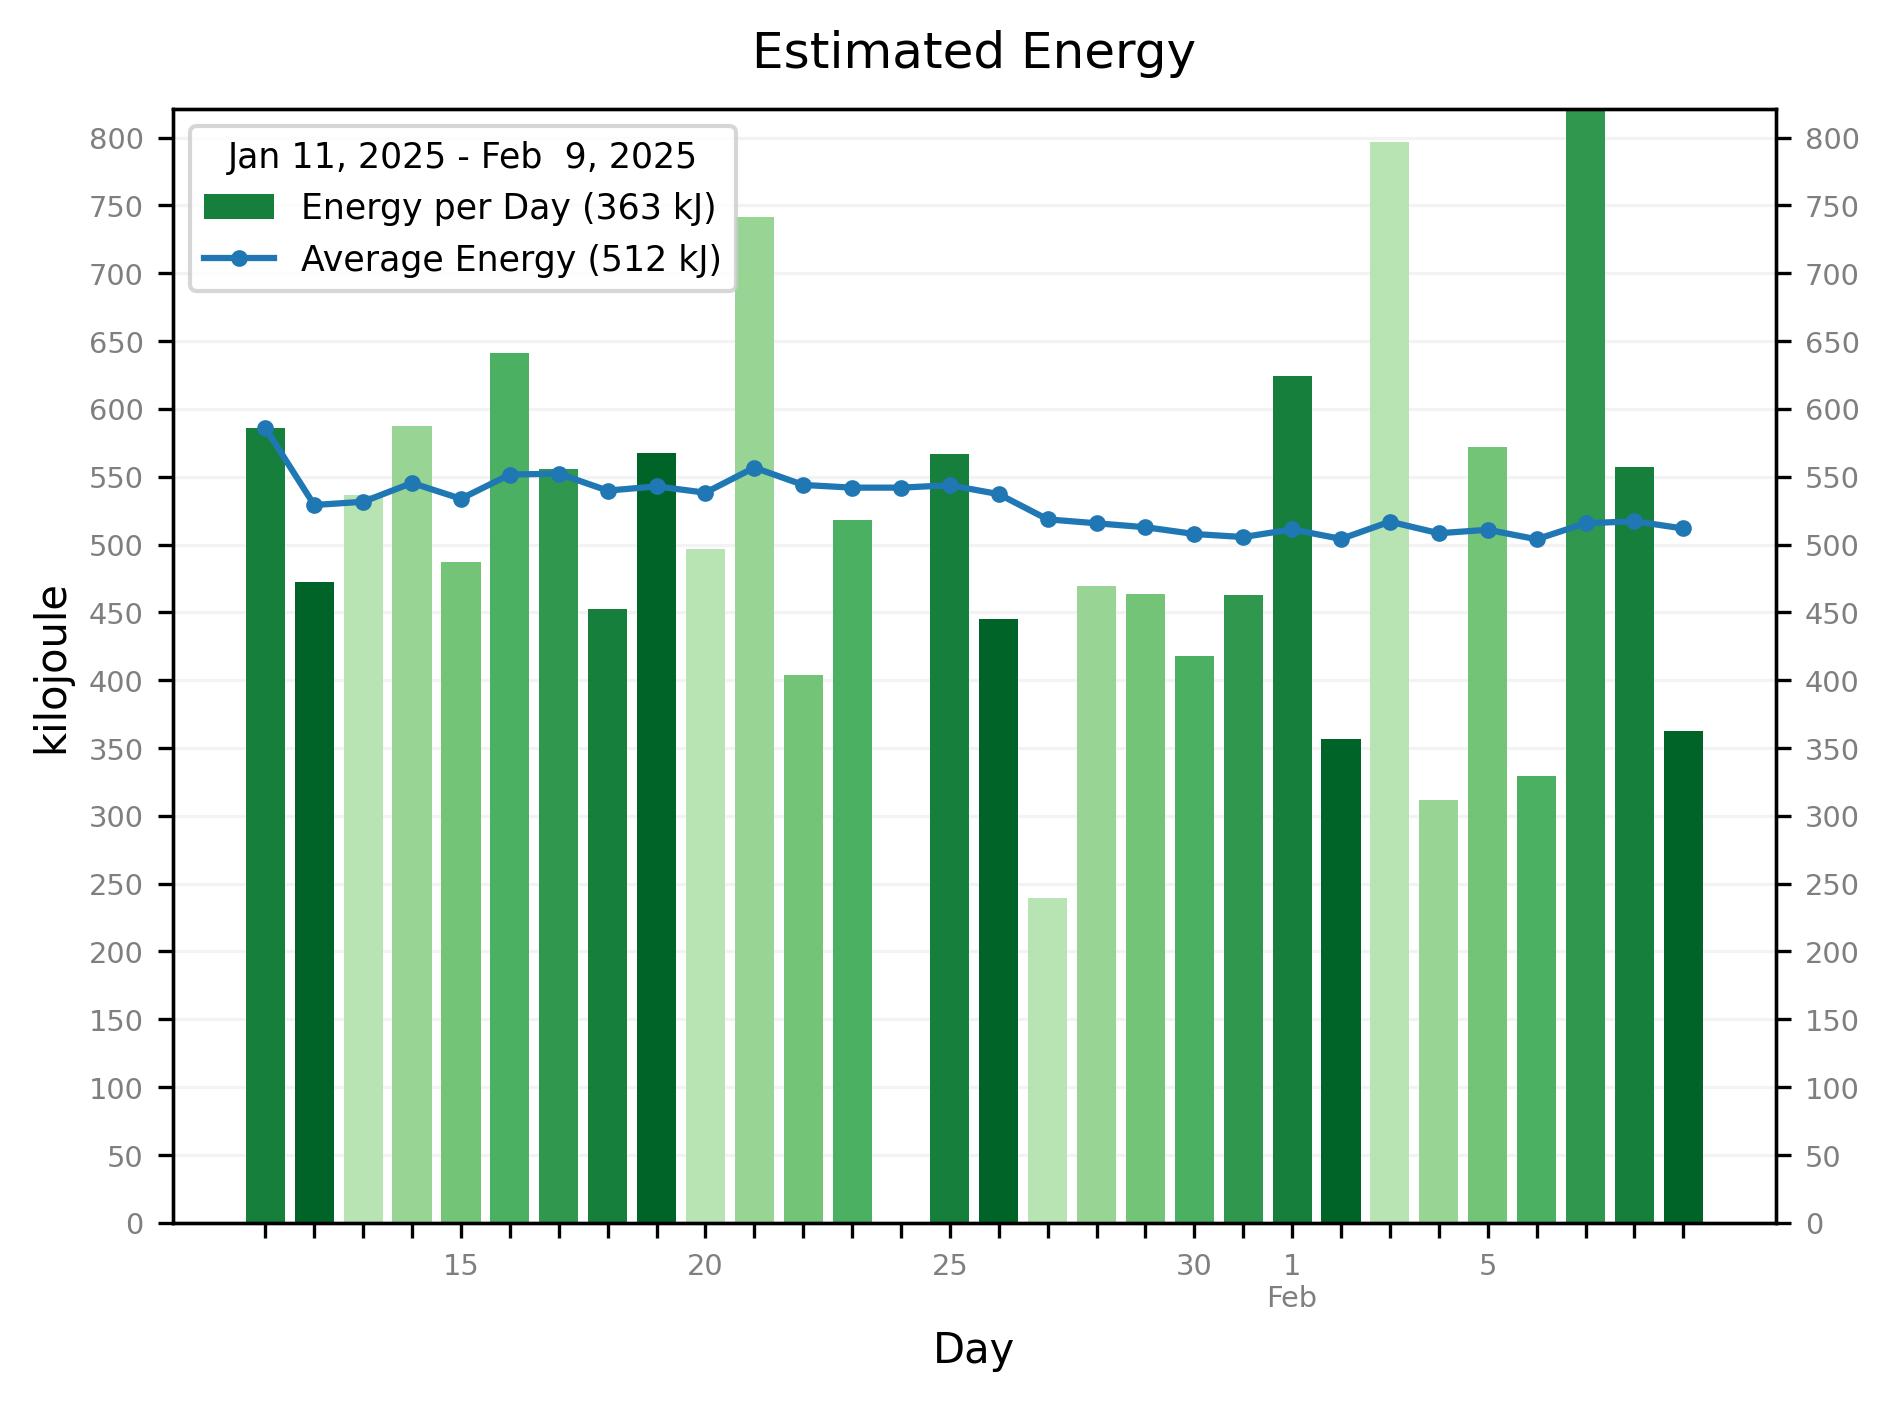 Estimated Energy
Jan 11, 2025 - Feb  9, 2025
Energy per Day (363 kJ)
Average Energy (512 kJ)
800 800
750 750
700 700
650 650
600 600
550 550
500 500
450 450
400 400
350 350
300 300
250 250
200 200
150 150
100 100
50 50
0 0
kilojoule
15 20 25 30 1 5
Feb
Day